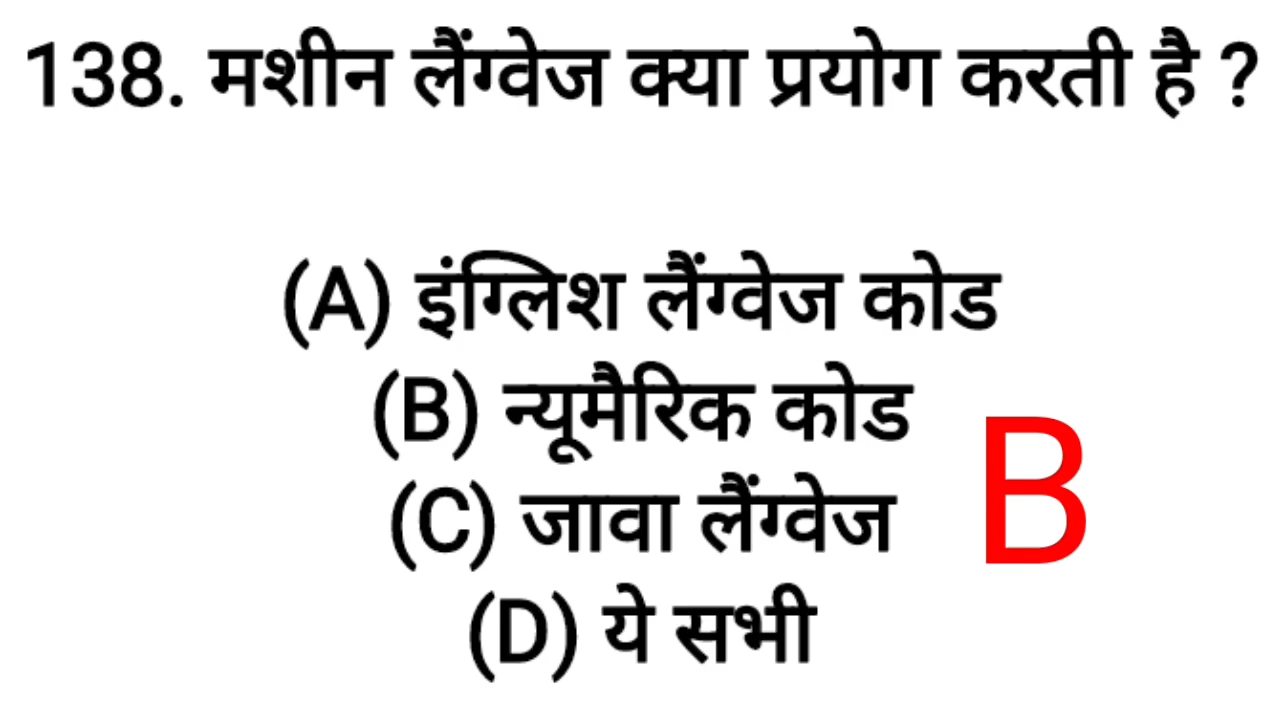 138. मशीन लैंग्वेज क्या प्रयोग करती है ?
(A) इंग्लिश लैंग्वेज कोड
(B) न्यूमैरिक कोड
(C) जावा लैंग्वेज
(D) ये सभी
B